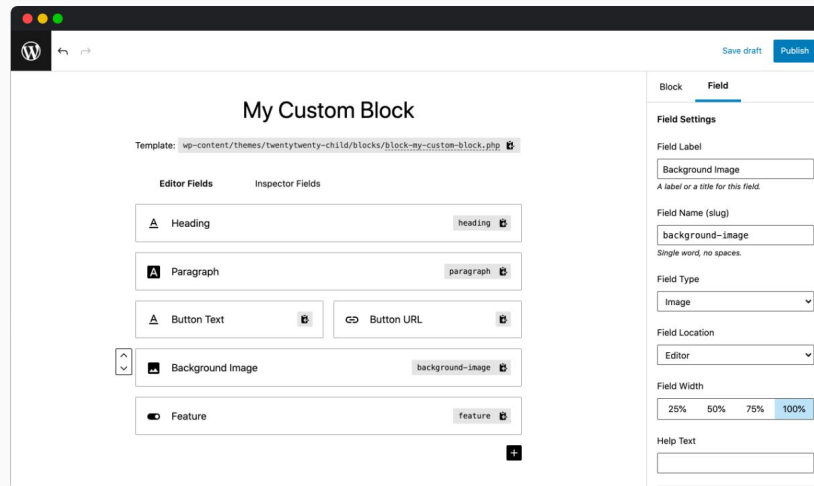 Save draft
Publish
My Custom Block
Template: wp-content/themes/twentytwenty-child/blocks/block-my-custom-block.php
Editor Fields
Inspector Fields
A Heading
heading
A Paragraph
paragraph
A Button Text
Button URL
Background Image
background-image
Feature
feature
Block
Field
Field Settings
Field Label
Background Image
A label or a title for this field.
Field Name (slug)
background-image
Single word, no spaces.
Field Type
Image
Field Location
Editor
Field Width
25% 50% 75% 100%
Help Text